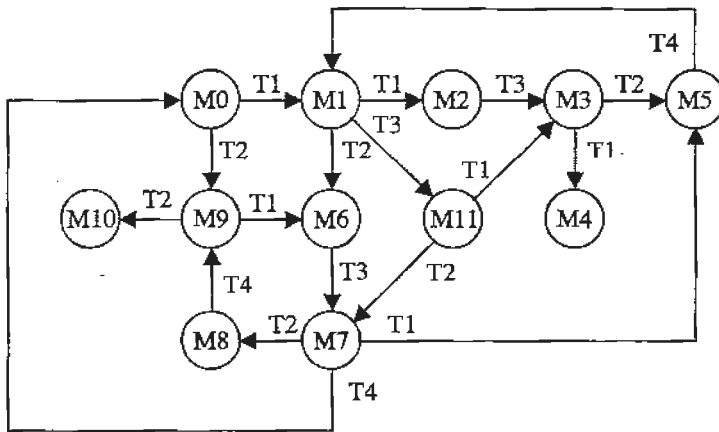 T4
M0 T1 M1 T1 M2 T3 M3 T2 M5
T3
T2 T2 T1 T1
M10 T2 M9 T1 M6 M11 M4
T4 T3 T2
M8 T2 M7 T1
T4